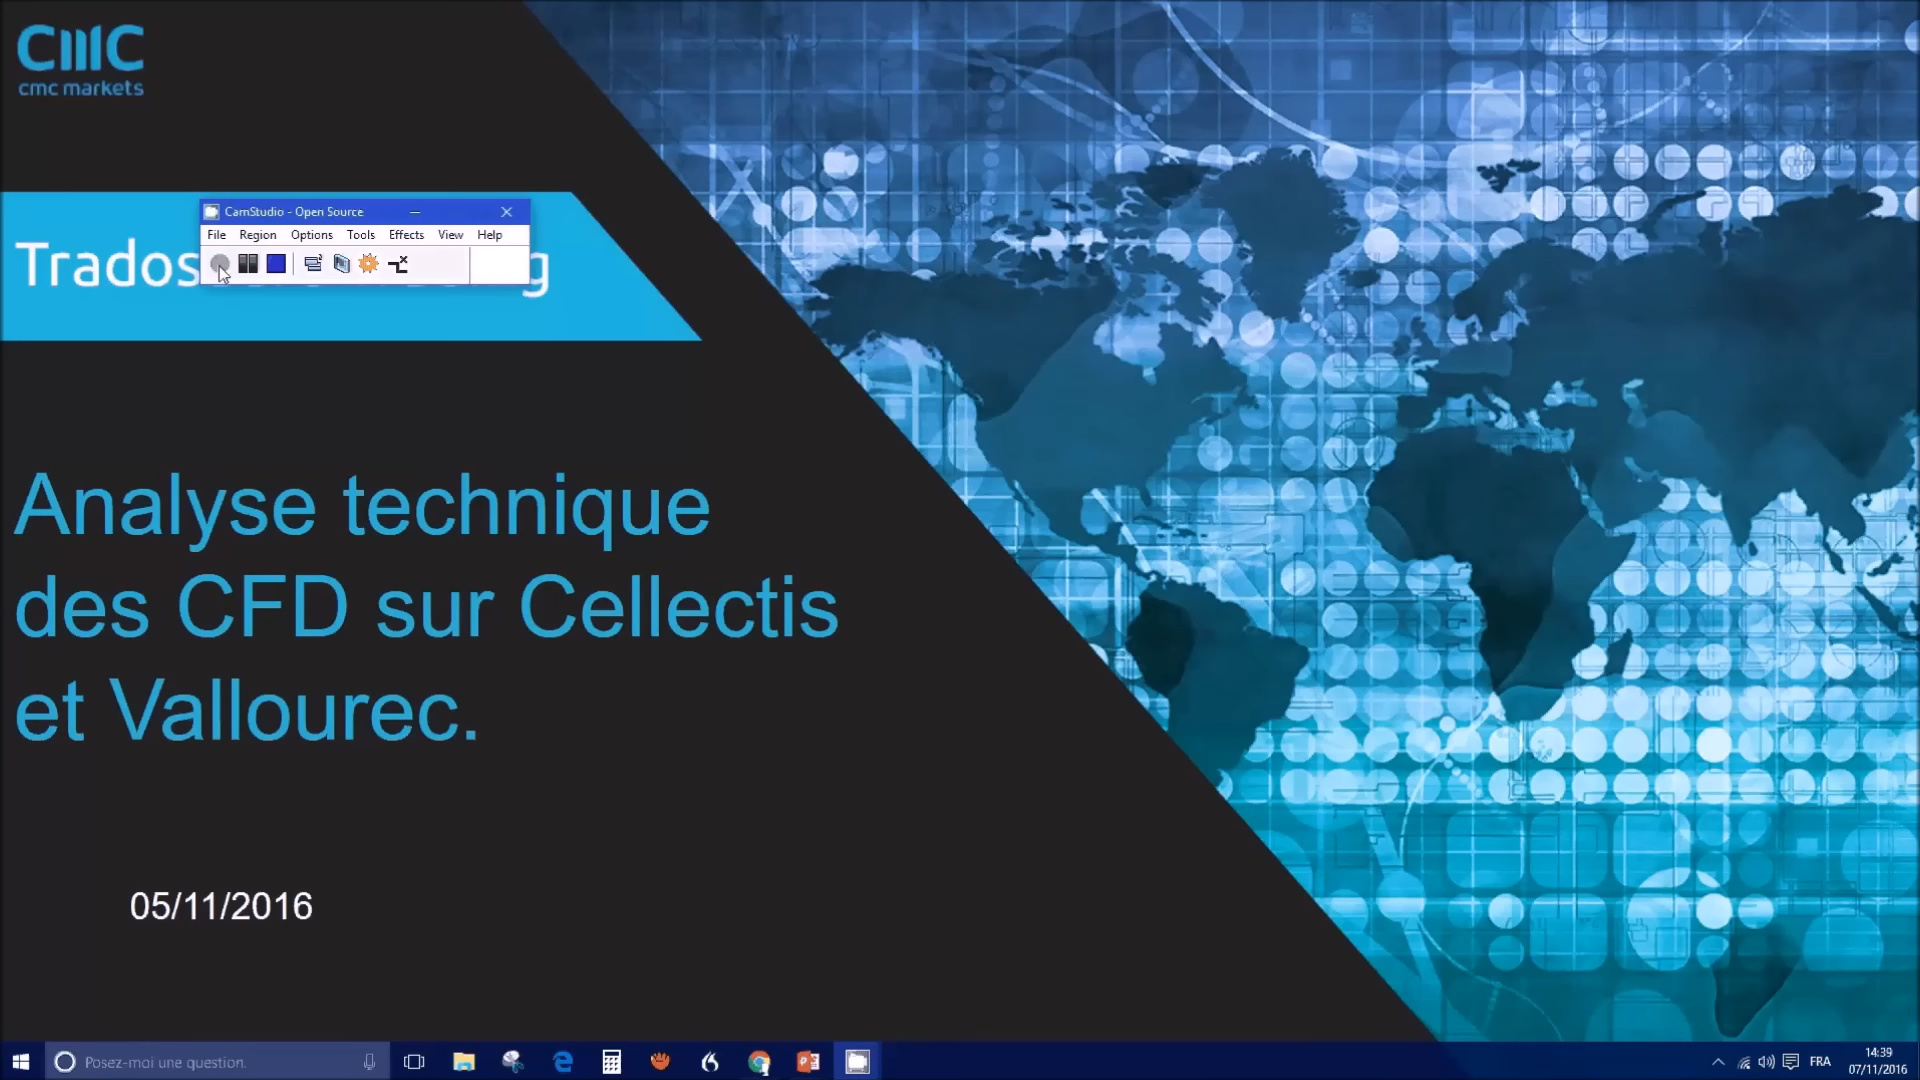 CMC
cmc markets
CamStudio - Open Source
File Region Options Tools Effects View Help
Analyse technique
des CFD sur Cellectis
et Vallourec.
05/11/2016
Posez-moi une question.
FRA
14:39
07/11/2016